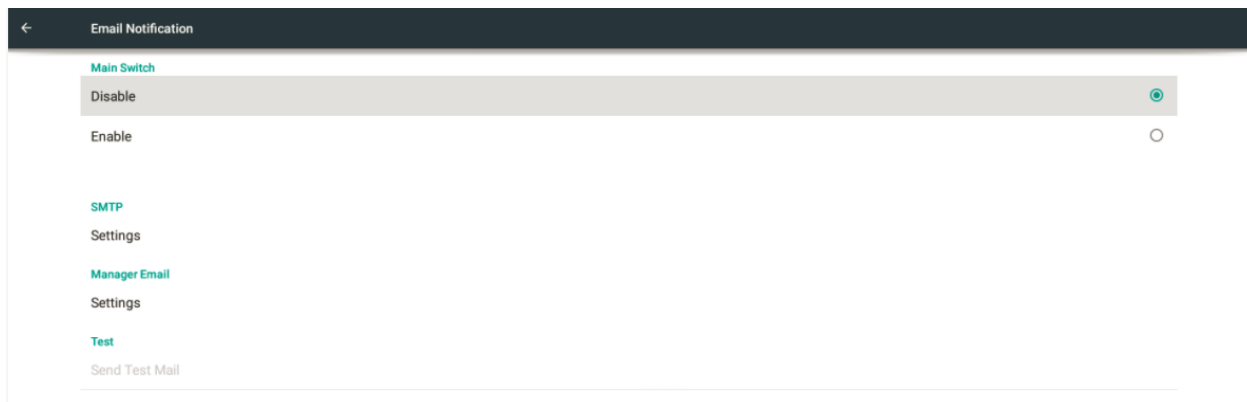 Email Notification
Main Switch
Disable
Enable
SMTP
Settings
Manager Email
Settings
Test
Send Test Mail